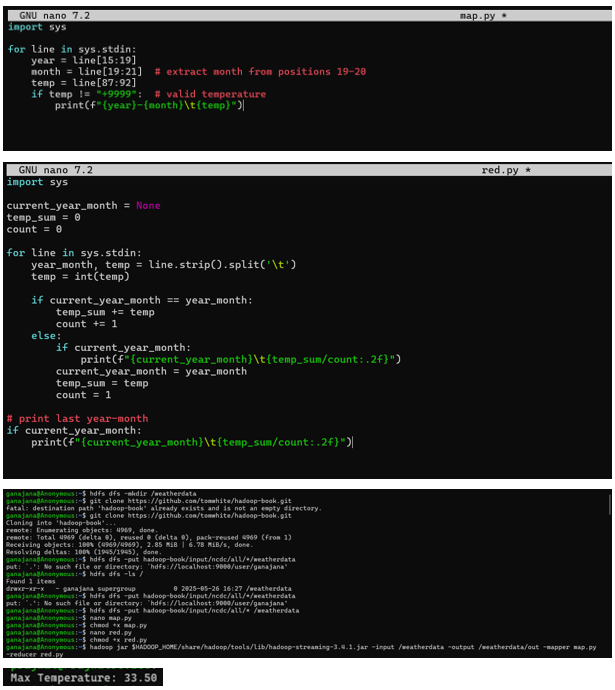 GNU nano 7.2 map.py *
import sys
for line in sys.stdin:
    year = line[15:19]
    month = line[19:21]  # extract month from positions 19-20
    temp = line[87:92]
    if temp != "+9999":  # valid temperature
        print(f"{year}-{month}\t{temp}")
GNU nano 7.2 red.py *
import sys
current_year_month = None
temp_sum = 0
count = 0
for line in sys.stdin:
    year_month, temp = line.strip().split('\t')
    temp = int(temp)
    if current_year_month == year_month:
        temp_sum += temp
        count += 1
    else:
        if current_year_month:
            print(f"{current_year_month}\t{temp_sum/count:.2f}")
        current_year_month = year_month
        temp_sum = temp
        count = 1
# print last year-month
if current_year_month:
    print(f"{current_year_month}\t{temp_sum/count:.2f}")
ganajana@Anonymous:~$ hdfs dfs -mkdir /weatherdata
ganajana@Anonymous:~$ git clone https://github.com/tomwhite/hadoop-book.git
fatal: destination path 'hadoop-book' already exists and is not an empty directory.
ganajana@Anonymous:~$ git clone https://github.com/tomwhite/hadoop-book.git
Cloning into 'hadoop-book'...
remote: Enumerating objects: 4969, done.
remote: Total 4969 (delta 0), reused 0 (delta 0), pack-reused 4969 (from 1)
Receiving objects: 100% (4969/4969), 2.85 MiB | 6.78 MiB/s, done.
Resolving deltas: 100% (1945/1945), done.
ganajana@Anonymous:~$ hdfs dfs -put hadoop-book/input/ncdc/all/*/weatherdata
put: `.': No such file or directory: `hdfs://localhost:9000/user/ganajana'
ganajana@Anonymous:~$ hdfs dfs -ls /
Found 1 items
drwxr-xr-x   - ganajana supergroup          0 2025-05-26 16:27 /weatherdata
ganajana@Anonymous:~$ hdfs dfs -put hadoop-book/input/ncdc/all/*/weatherdata
put: `.': No such file or directory: `hdfs://localhost:9000/user/ganajana'
ganajana@Anonymous:~$ hdfs dfs -put hadoop-book/input/ncdc/all/* /weatherdata
ganajana@Anonymous:~$ nano map.py
ganajana@Anonymous:~$ chmod +x map.py
ganajana@Anonymous:~$ nano red.py
ganajana@Anonymous:~$ chmod +x red.py
ganajana@Anonymous:~$ hadoop jar $HADOOP_HOME/share/hadoop/tools/lib/hadoop-streaming-3.4.1.jar -input /weatherdata -output /weatherdata/out -mapper map.py
-reducer red.py
Max Temperature: 33.50